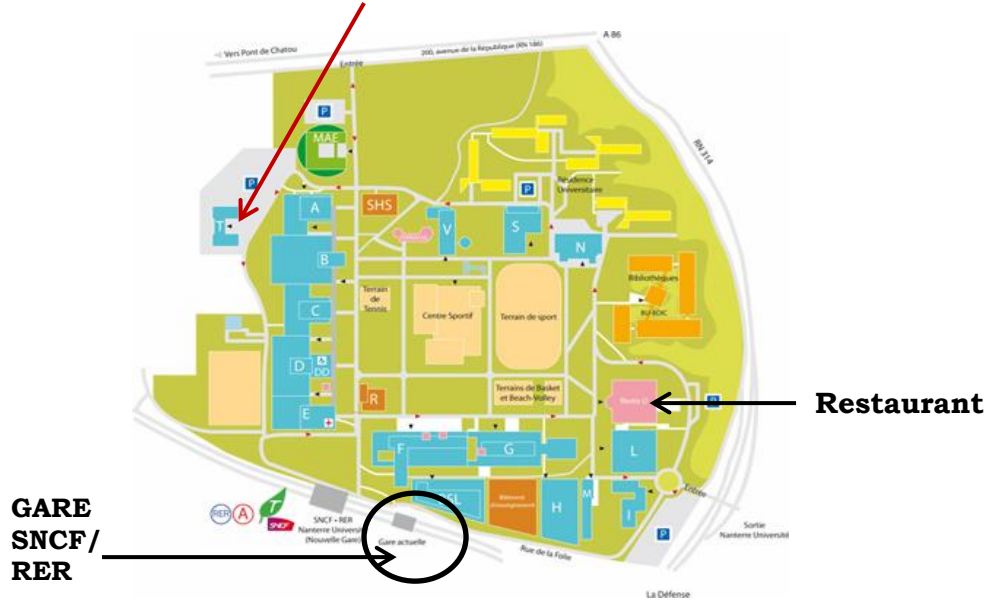 A 86
200, avenue de la République (RN 186)
Vers Pont de Chatou
Entrée
P
MAE
RN 314
P
Résidence
Universitaire
P
A
SHS
T
V
S
N
B
Bibliothèques
Terrain
de
Tennis
C
Centre Sportif
Terrain de sport
BU-BDIC
D
DD
Terrains de Basket
et Beach-Volley
R
Resto U
P
Restaurant
E
F
G
L
GARE
SNCF/
RER
RER
A
T
SNCF
SNCF • RER
Nanterre Université
(Nouvelle Gare)
Gare actuelle
Bâtiment
H
M
I
Entrée
P
Sortie
Nanterre Université
Rue de la Folie
La Défense